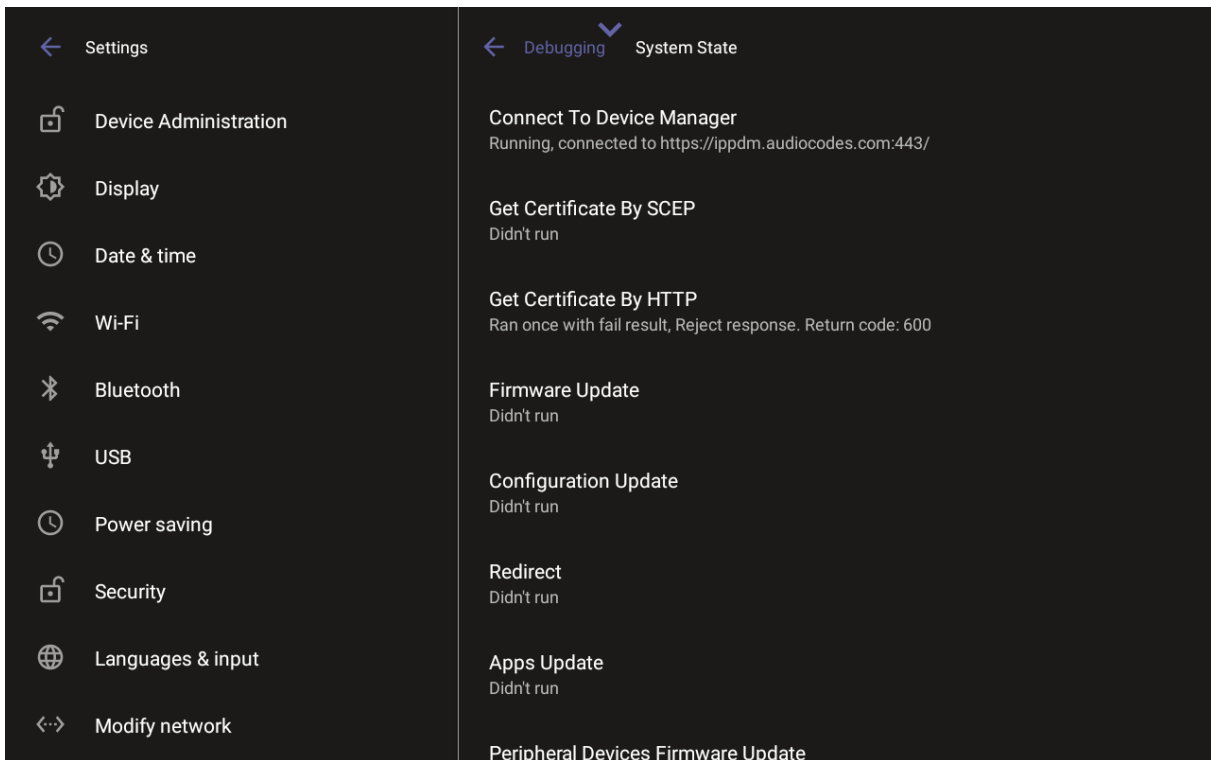 Settings
Device Administration
Display
Date & time
Wi-Fi
Bluetooth
USB
Power saving
Security
Languages & input
Modify network
Debugging System State
Connect To Device Manager
Running, connected to https://ippdm.audiocodes.com:443/
Get Certificate By SCEP
Didn't run
Get Certificate By HTTP
Ran once with fail result, Reject response. Return code: 600
Firmware Update
Didn't run
Configuration Update
Didn't run
Redirect
Didn't run
Apps Update
Didn't run
Peripheral Devices Firmware Update